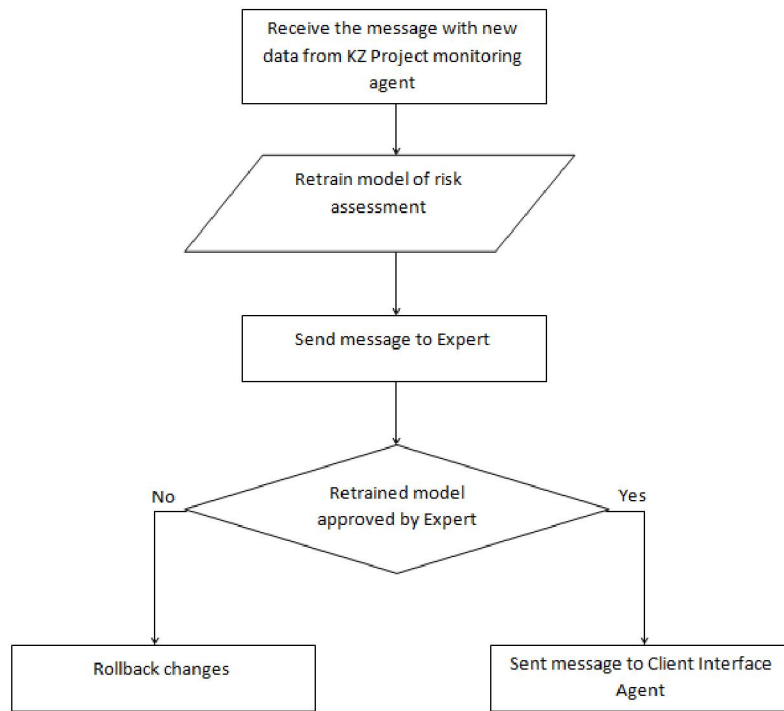 Receive the message with new
data from KZ Project monitoring
agent
Retrain model of risk
assessment
Send message to Expert
Retrained model
approved by Expert
No
Yes
Rollback changes
Sent message to Client Interface
Agent